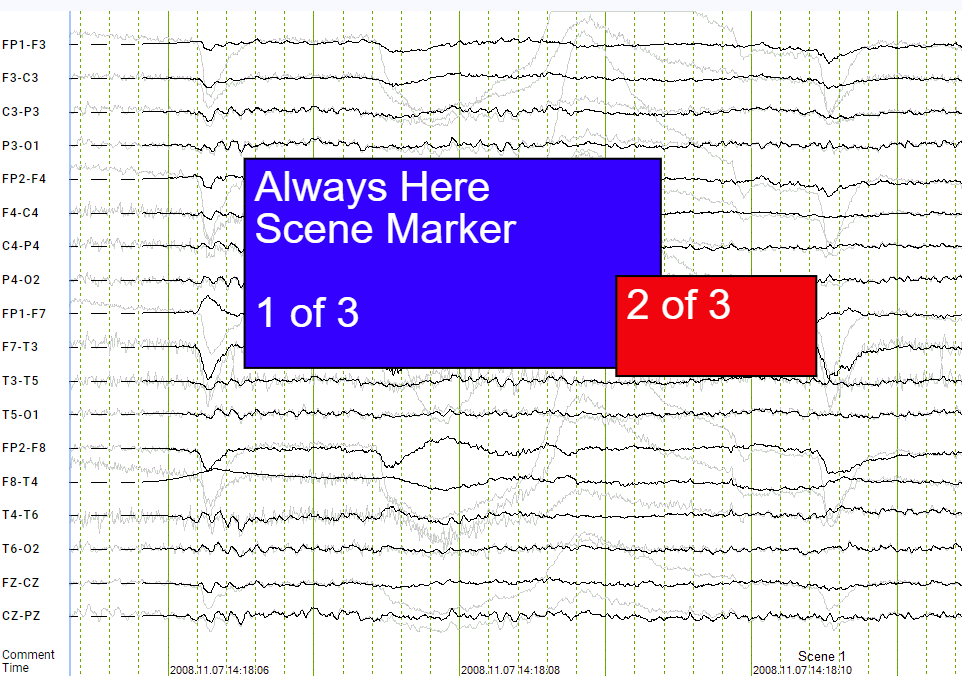 FP1-F3
F3-C3
C3-P3
P3-O1
FP2-F4
F4-C4
C4-P4
P4-O2
FP1-F7
F7-T3
T3-T5
T5-O1
FP2-F8
F8-T4
T4-T6
T6-O2
FZ-CZ
CZ-PZ
Always Here
Scene Marker
1 of 3
2 of 3
Comment
Scene 1
Time
2008.11.07 14:18:06
2008.11.07 14:18:08
2008.11.07 14:18:10